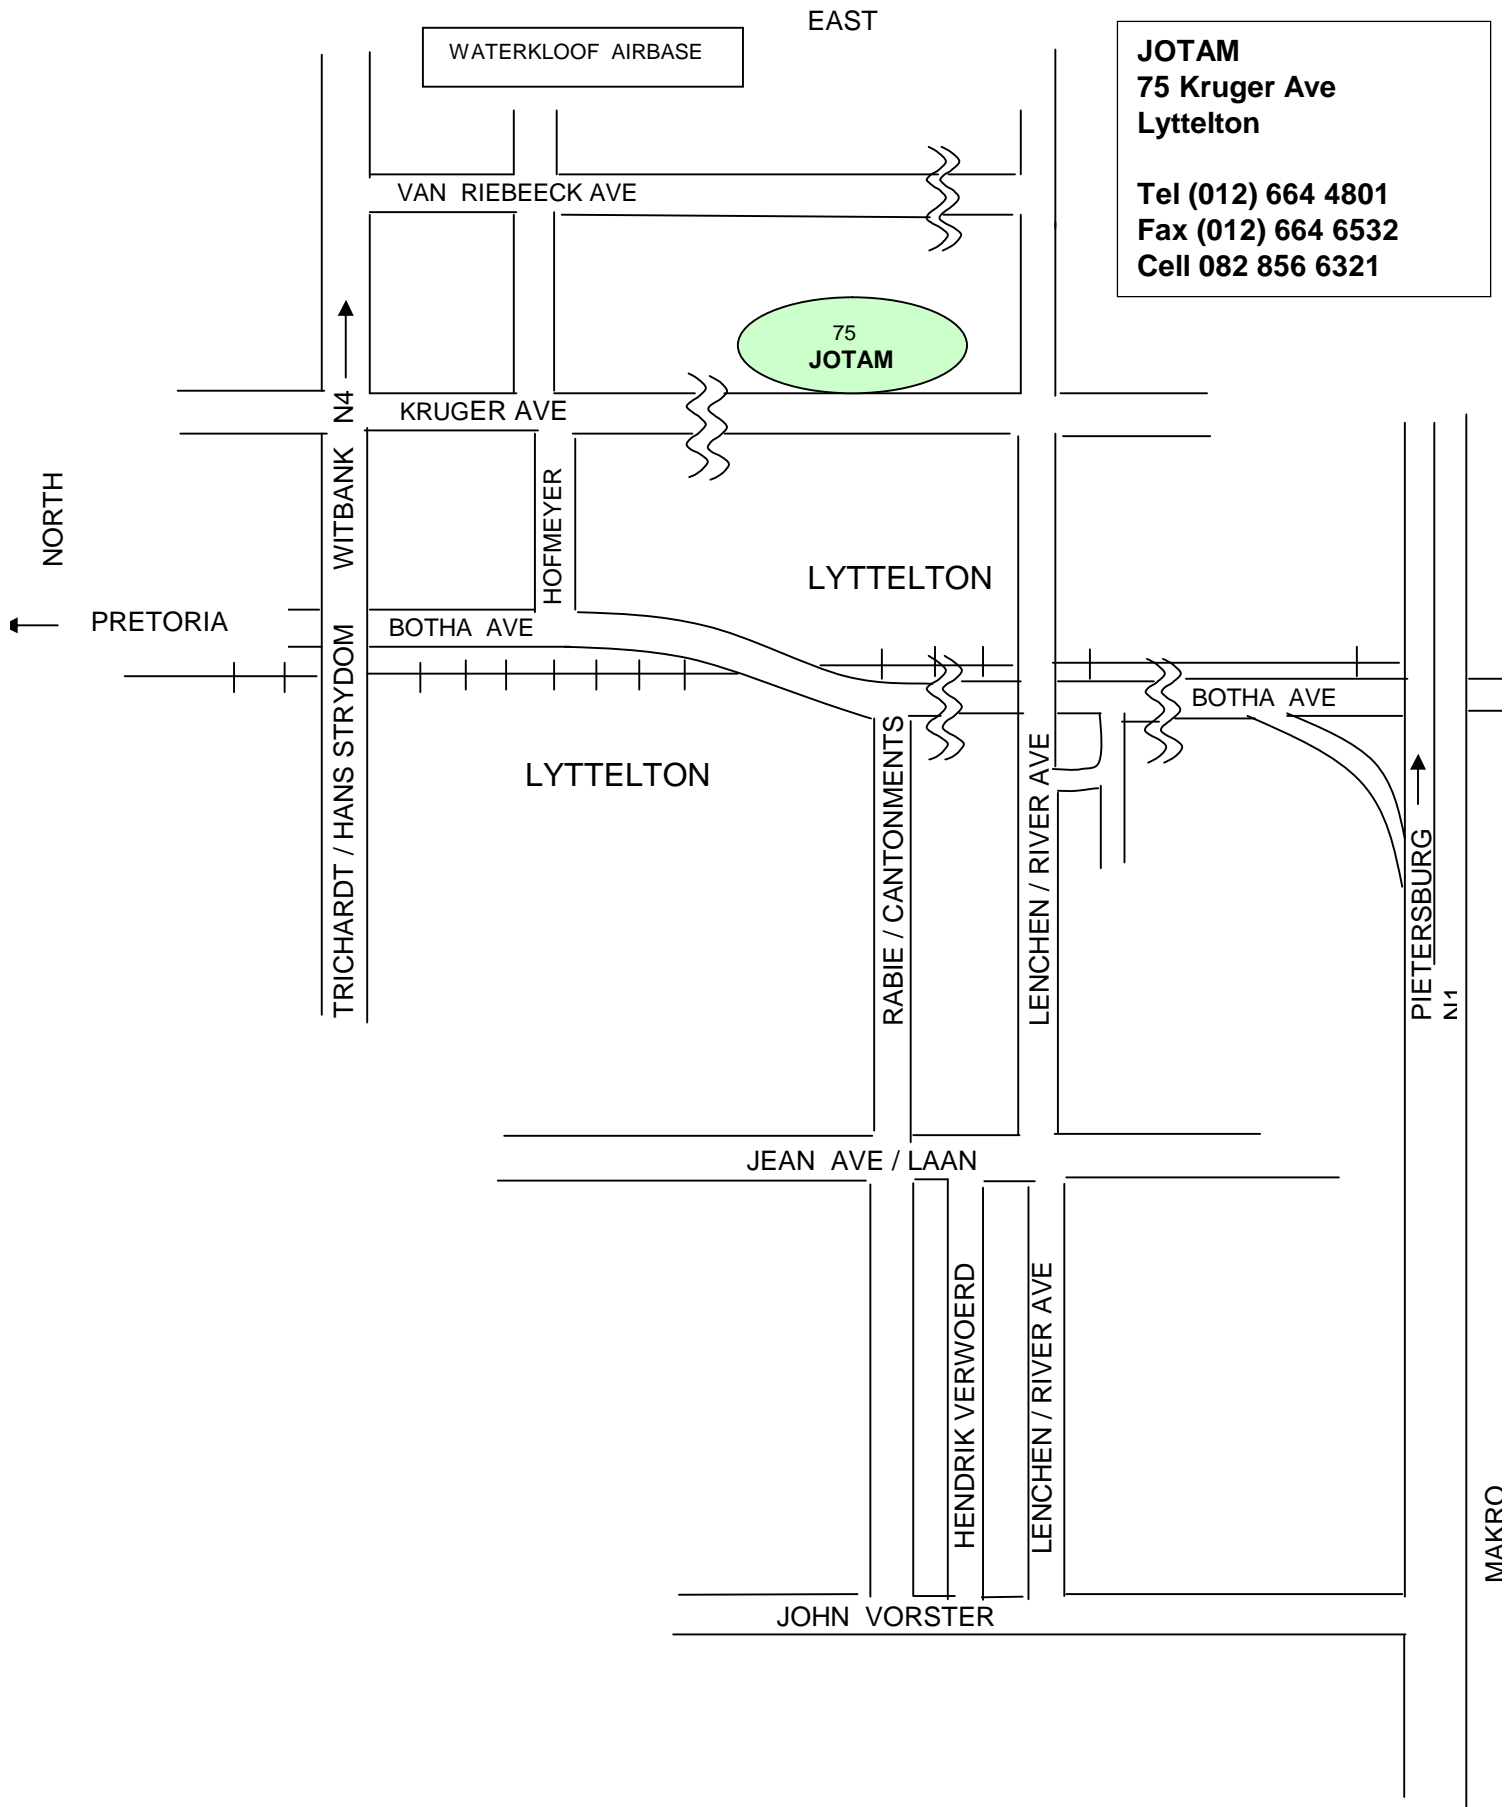 EAST
WATERKLOOF AIRBASE
JOTAM
75 Kruger Ave
Lyttelton
Tel (012) 664 4801
Fax (012) 664 6532
Cell 082 856 6321
VAN RIEBEECK AVE
75
JOTAM
KRUGER AVE
WITBANK N4
NORTH
HOFMEYER
LYTTELTON
PRETORIA
BOTHA AVE
BOTHA AVE
TRICHARDT / HANS STRYDOM
LYTTELTON
RABIE / CANTONMENTS
LENCHEN / RIVER AVE
PIETERSBURG
N1
JEAN AVE / LAAN
HENDRIK VERWOERD
LENCHEN / RIVER AVE
MAKRO
JOHN VORSTER